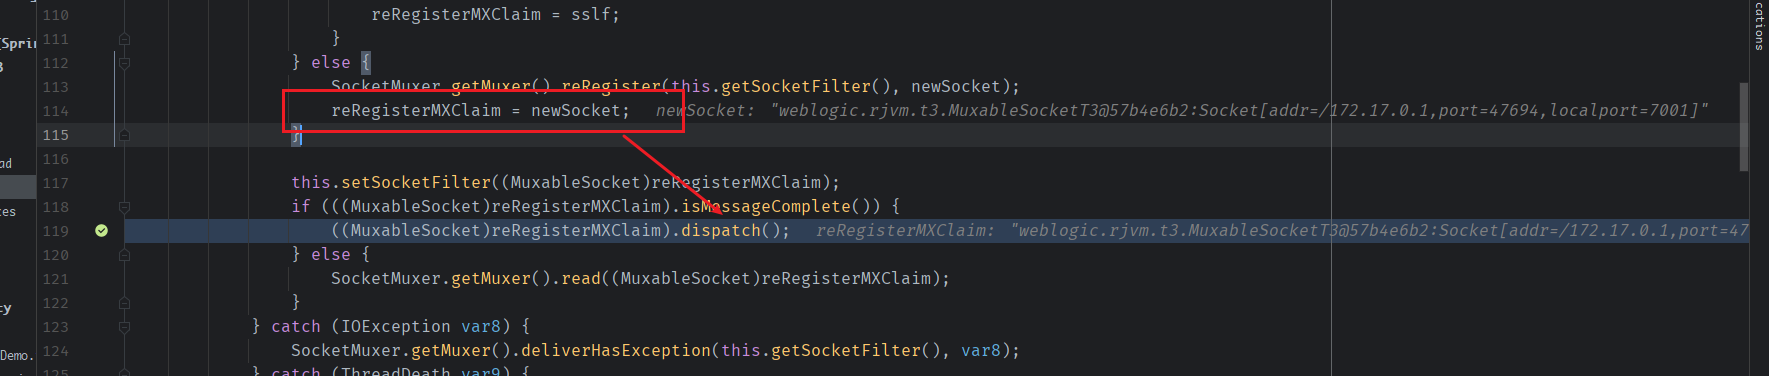 110 reRegisterMXClaim = sslf;
[Sprin
111 }
112 } else {
113 SocketMuxer.getMuxer().reRegister(this.getSocketFilter(), newSocket);
114 reRegisterMXClaim = newSocket; newSocket: "weblogic.rjvm.t3.MuxableSocketT3@57b4e6b2:Socket[addr=/172.17.0.1,port=47694,localport=7001]"
115 }
116
ad
117 this.setSocketFilter((MuxableSocket)reRegisterMXClaim);
118 if (((MuxableSocket)reRegisterMXClaim).isMessageComplete()) {
tes
119 ((MuxableSocket)reRegisterMXClaim).dispatch(); reRegisterMXClaim: "weblogic.rjvm.t3.MuxableSocketT3@57b4e6b2:Socket[addr=/172.17.0.1,port=47
120 } else {
121 SocketMuxer.getMuxer().read((MuxableSocket)reRegisterMXClaim);
122 }
ty
123 } catch (IOException var8) {
124 SocketMuxer.getMuxer().deliverHasException(this.getSocketFilter(), var8);
Demo.
125 } catch (ThreadDeath var9) {
cations